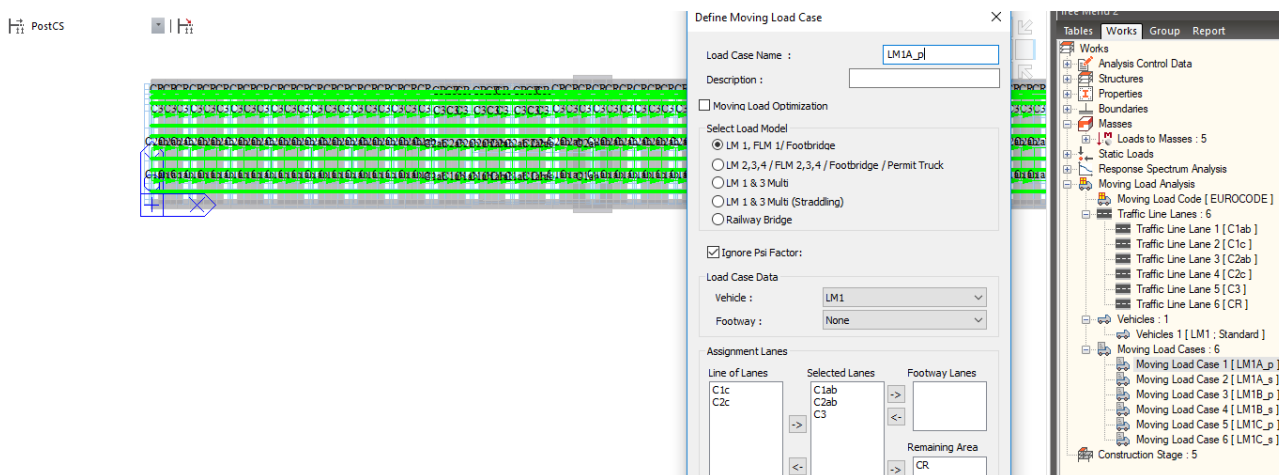 PostCS
Define Moving Load Case
Load Case Name :
LM1A_p
Description :
Moving Load Optimization
Select Load Model
LM 1, FLM 1/Footbridge
LM 2,3,4 / FLM 2,3,4 / Footbridge / Permit Truck
LM 1 & 3 Multi
LM 1 & 3 Multi (Straddling)
Railway Bridge
Ignore Psi Factor:
Load Case Data
Vehicle :
LM1
Footway :
None
Assignment Lanes
Line of Lanes
Selected Lanes
Footway Lanes
C1c
C2c
C1ab
C2ab
C3
->
<-
->
<-
Remaining Area
->
CR
Tree Menu 2
Tables Works Group Report
Works
Analysis Control Data
Structures
Properties
Boundaries
Masses
Loads to Masses : 5
Static Loads
Response Spectrum Analysis
Moving Load Analysis
Moving Load Code [ EUROCODE ]
Traffic Line Lanes : 6
Traffic Line Lane 1 [ C1ab ]
Traffic Line Lane 2 [ C1c ]
Traffic Line Lane 3 [ C2ab ]
Traffic Line Lane 4 [ C2c ]
Traffic Line Lane 5 [ C3 ]
Traffic Line Lane 6 [ CR ]
Vehicles : 1
Vehicles 1 [ LM1 ; Standard ]
Moving Load Cases : 6
Moving Load Case 1 [ LM1A_p ]
Moving Load Case 2 [ LM1A_s ]
Moving Load Case 3 [ LM1B_p ]
Moving Load Case 4 [ LM1B_s ]
Moving Load Case 5 [ LM1C_p ]
Moving Load Case 6 [ LM1C_s ]
Construction Stage : 5